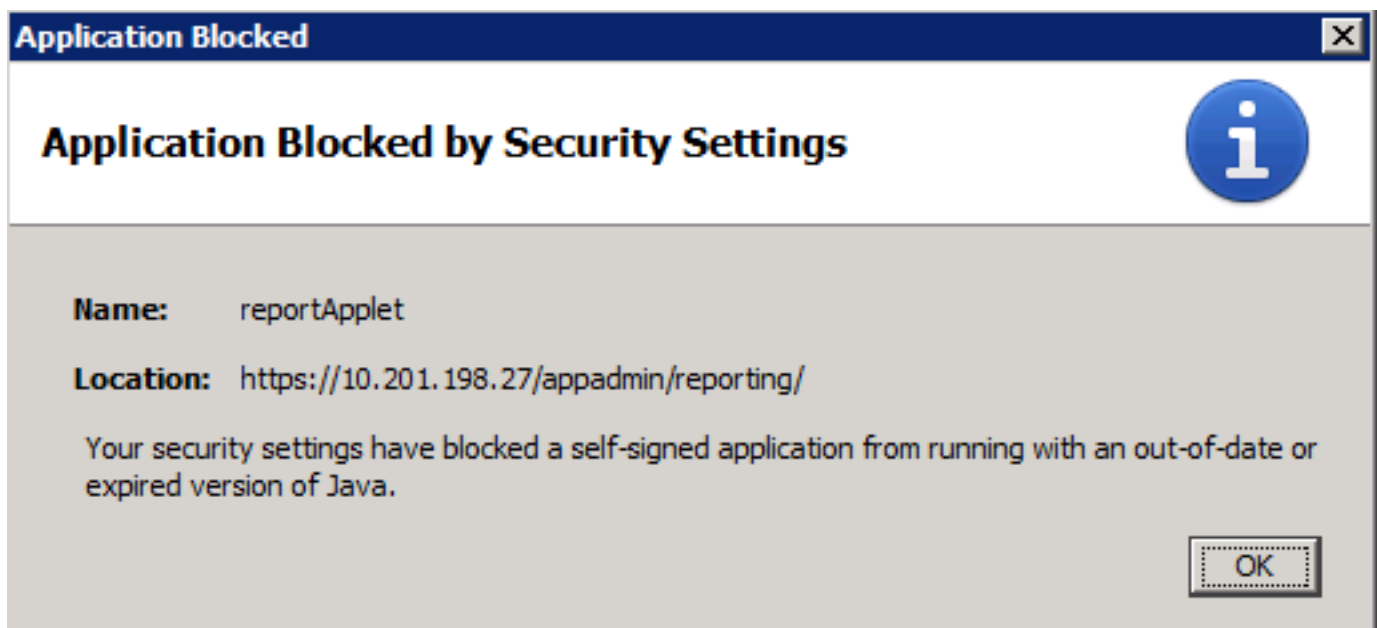 Application Blocked
Application Blocked by Security Settings
Name: reportApplet
Location: https://10.201.198.27/appadmin/reporting/
Your security settings have blocked a self-signed application from running with an out-of-date or
expired version of Java.
OK